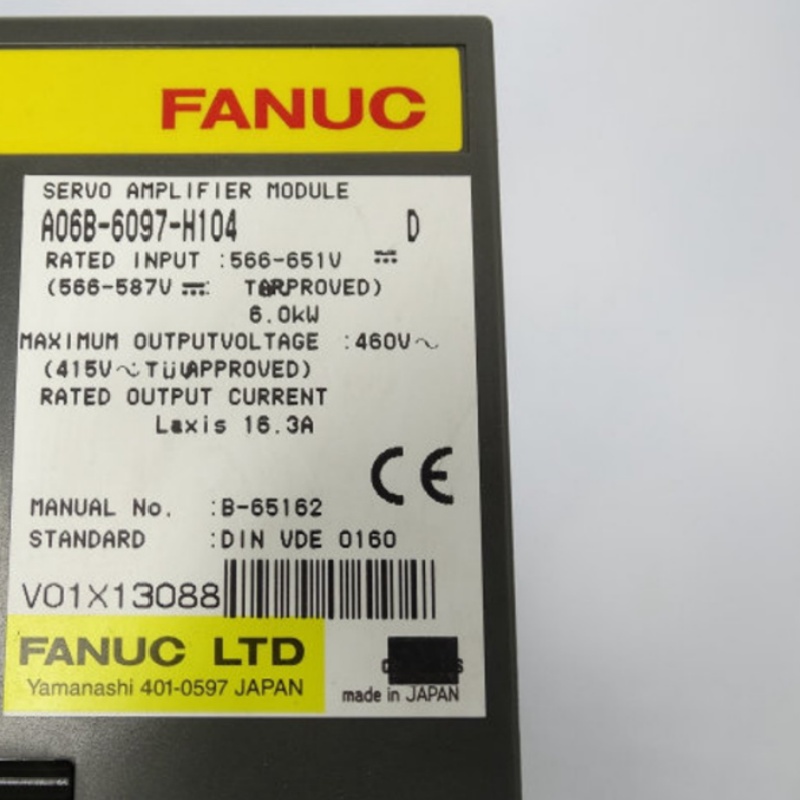 FANUC
SERVO AMPLIFIER MODULE
A06B-6097-H104 D
RATED INPUT :566-651V ⎓
(566-587V ⎓: APPROVED)
6.0kW
MAXIMUM OUTPUTVOLTAGE :460V～
(415V～:TüVAPPROVED)
RATED OUTPUT CURRENT
Laxis 16.3A
CE
MANUAL No. :B-65162
STANDARD :DIN VDE 0160
V01X13088
FANUC LTD
Yamanashi 401-0597 JAPAN
made in JAPAN